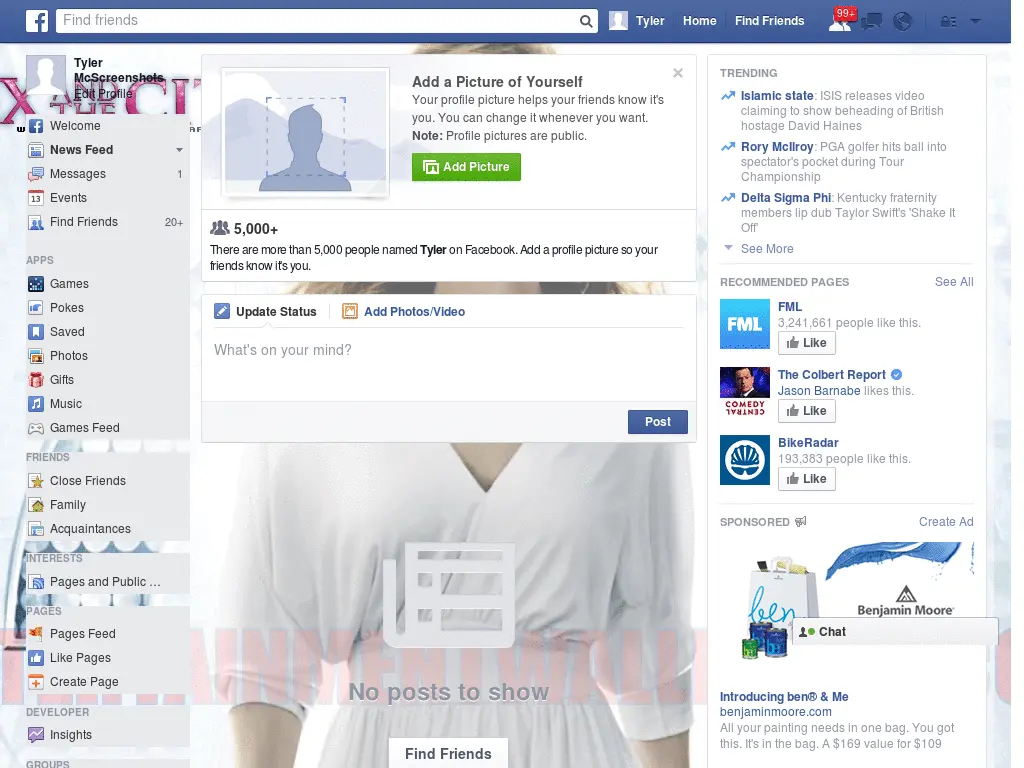 Find friends
Tyler
Home
Find Friends
99+
Tyler
McScreenshots
Edit Profile
X AND THE CIT
Welcome
News Feed
Messages 1
13
Events
Find Friends 20+
APPS
Games
Pokes
Saved
Photos
Gifts
Music
Games Feed
FRIENDS
Close Friends
Family
Acquaintances
INTERESTS
Pages and Public ...
PAGES
Pages Feed
Like Pages
Create Page
DEVELOPER
Insights
GROUPS
Add a Picture of Yourself
Your profile picture helps your friends know it's
you. You can change it whenever you want.
Note: Profile pictures are public.
Add Picture
5,000+
There are more than 5,000 people named Tyler on Facebook. Add a profile picture so your
friends know it's you.
Update Status
Add Photos/Video
What's on your mind?
Post
No posts to show
Find Friends
TRENDING
Islamic state: ISIS releases video
claiming to show beheading of British
hostage David Haines
Rory McIlroy: PGA golfer hits ball into
spectator's pocket during Tour
Championship
Delta Sigma Phi: Kentucky fraternity
members lip dub Taylor Swift's 'Shake It
Off'
See More
RECOMMENDED PAGES See All
FML
FML
3,241,661 people like this.
Like
The Colbert Report
Jason Barnabe likes this.
Like
COMEDY
CENTRAL
BikeRadar
193,383 people like this.
Like
SPONSORED Create Ad
ben
Benjamin Moore®
Chat
Introducing ben® & Me
benjaminmoore.com
All your painting needs in one bag. You got
this. It's in the bag. A $169 value for $109